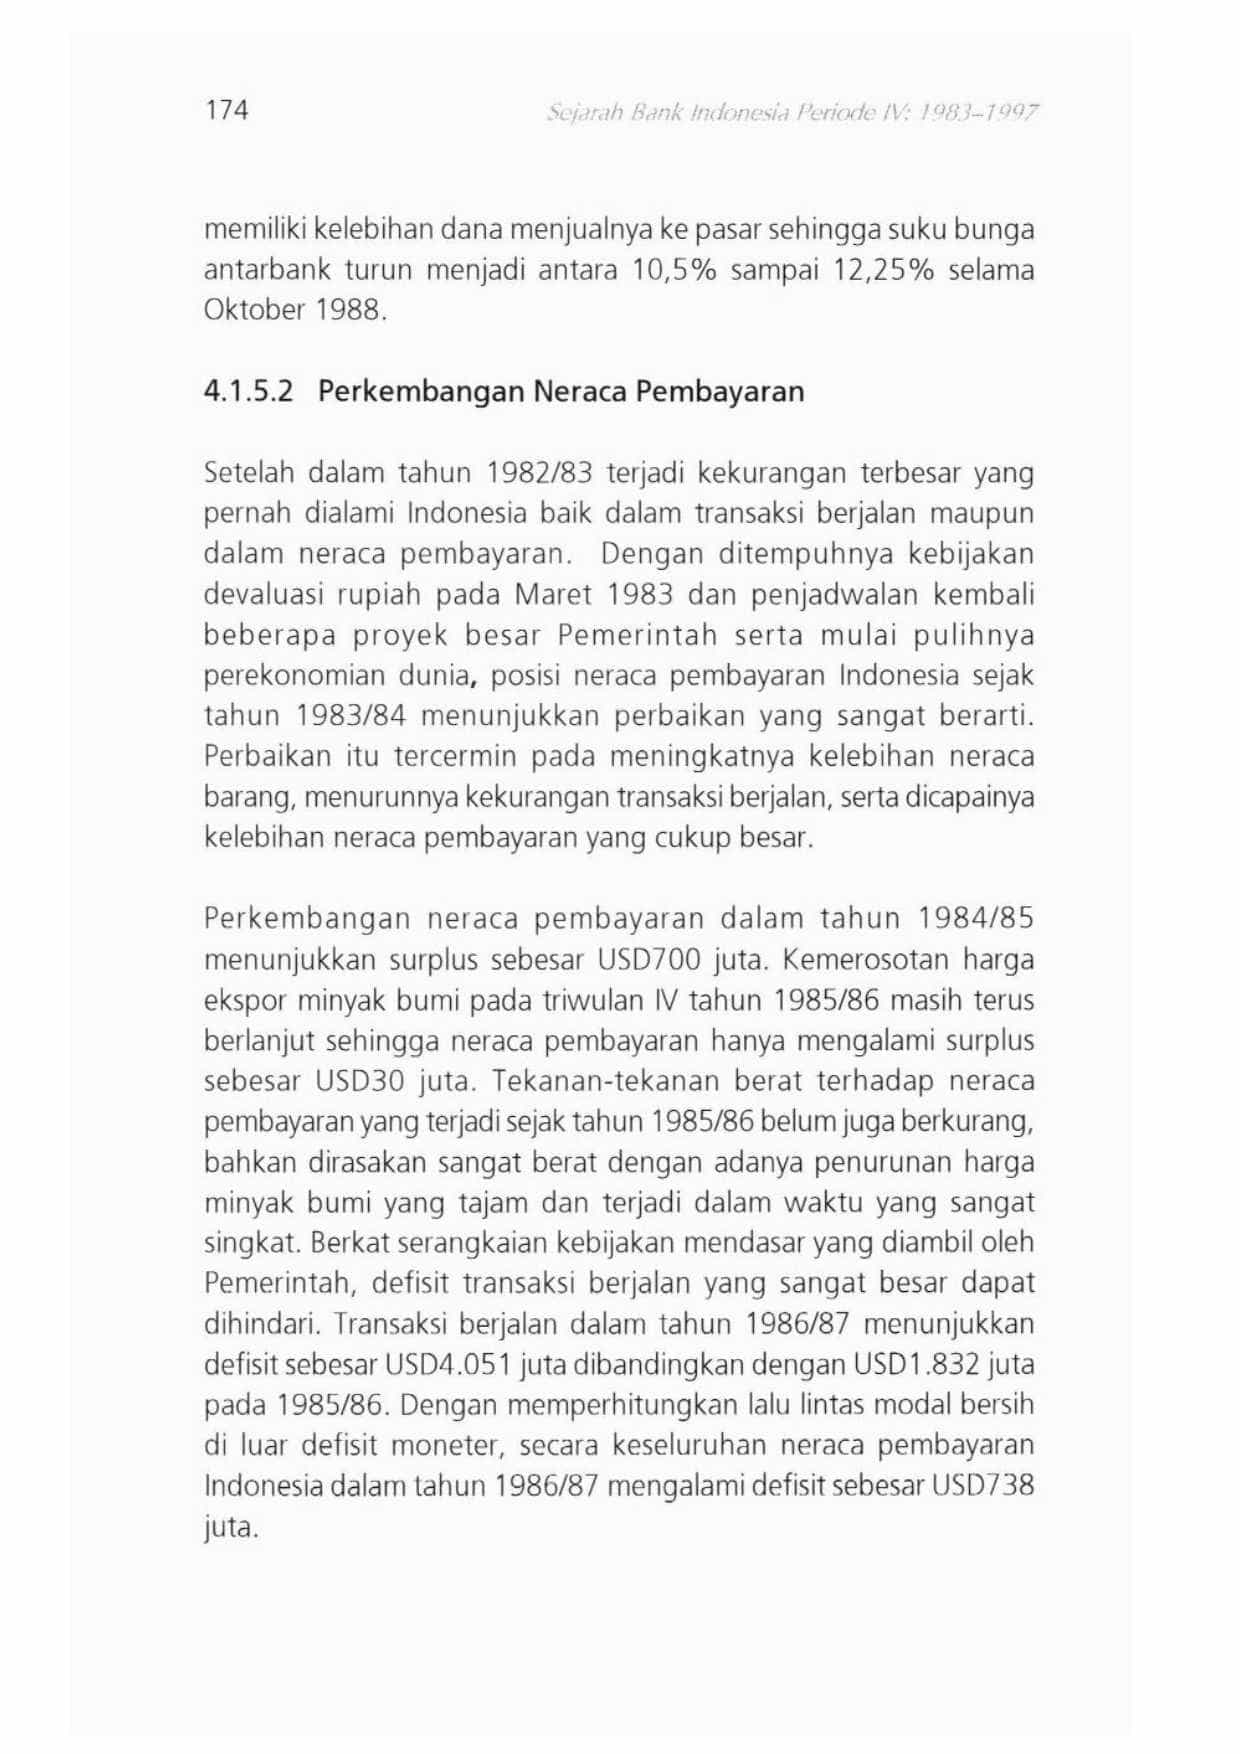 174
Sejarah Bank Indonesia Periode IV: 1983–1997
memiliki kelebihan dana menjualnya ke pasar sehingga suku bunga
antarbank turun menjadi antara 10,5% sampai 12,25% selama
Oktober 1988.
4.1.5.2 Perkembangan Neraca Pembayaran
Setelah dalam tahun 1982/83 terjadi kekurangan terbesar yang
pernah dialami Indonesia baik dalam transaksi berjalan maupun
dalam neraca pembayaran. Dengan ditempuhnya kebijakan
devaluasi rupiah pada Maret 1983 dan penjadwalan kembali
beberapa proyek besar Pemerintah serta mulai pulihnya
perekonomian dunia, posisi neraca pembayaran Indonesia sejak
tahun 1983/84 menunjukkan perbaikan yang sangat berarti.
Perbaikan itu tercermin pada meningkatnya kelebihan neraca
barang, menurunnya kekurangan transaksi berjalan, serta dicapainya
kelebihan neraca pembayaran yang cukup besar.
Perkembangan neraca pembayaran dalam tahun 1984/85
menunjukkan surplus sebesar USD700 juta. Kemerosotan harga
ekspor minyak bumi pada triwulan IV tahun 1985/86 masih terus
berlanjut sehingga neraca pembayaran hanya mengalami surplus
sebesar USD30 juta. Tekanan-tekanan berat terhadap neraca
pembayaran yang terjadi sejak tahun 1985/86 belum juga berkurang,
bahkan dirasakan sangat berat dengan adanya penurunan harga
minyak bumi yang tajam dan terjadi dalam waktu yang sangat
singkat. Berkat serangkaian kebijakan mendasar yang diambil oleh
Pemerintah, defisit transaksi berjalan yang sangat besar dapat
dihindari. Transaksi berjalan dalam tahun 1986/87 menunjukkan
defisit sebesar USD4.051 juta dibandingkan dengan USD1.832 juta
pada 1985/86. Dengan memperhitungkan lalu lintas modal bersih
di luar defisit moneter, secara keseluruhan neraca pembayaran
Indonesia dalam tahun 1986/87 mengalami defisit sebesar USD738
juta.